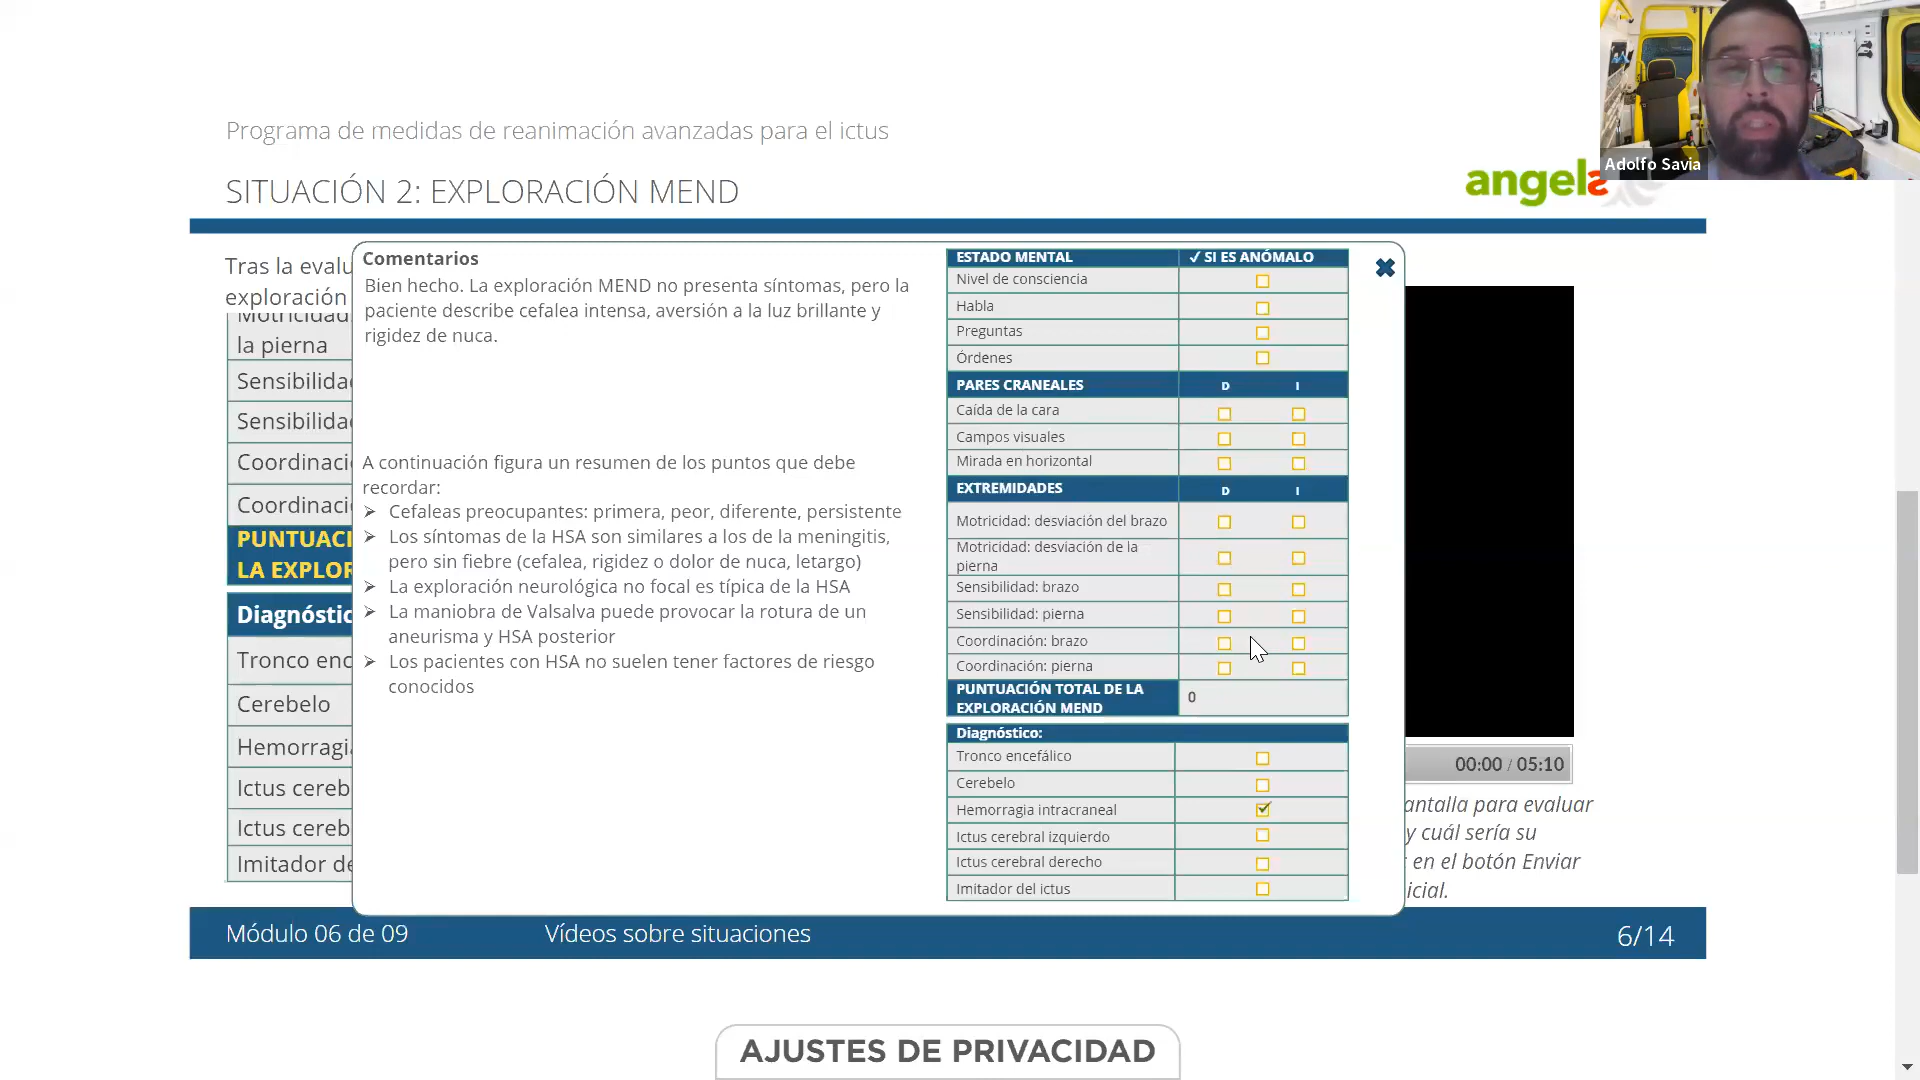 Programa de medidas de reanimación avanzadas para el ictus
SITUACIÓN 2: EXPLORACIÓN MEND
angels
Adolfo Savia
Tras la evalu
exploración
Motricidad
la pierna
Sensibilidad
Sensibilidad
Coordinaci
Coordinaci
PUNTUACI
LA EXPLOR
Diagnóstic
Tronco enc
Cerebelo
Hemorragia
Ictus cereb
Ictus cereb
Imitador de
Comentarios
Bien hecho. La exploración MEND no presenta síntomas, pero la
paciente describe cefalea intensa, aversión a la luz brillante y
rigidez de nuca.
A continuación figura un resumen de los puntos que debe
recordar:
➢ Cefaleas preocupantes: primera, peor, diferente, persistente
➢ Los síntomas de la HSA son similares a los de la meningitis,
pero sin fiebre (cefalea, rigidez o dolor de nuca, letargo)
➢ La exploración neurológica no focal es típica de la HSA
➢ La maniobra de Valsalva puede provocar la rotura de un
aneurisma y HSA posterior
➢ Los pacientes con HSA no suelen tener factores de riesgo
conocidos
ESTADO MENTAL ✓ SI ES ANÓMALO
Nivel de consciencia
Habla
Preguntas
Órdenes
PARES CRANEALES D I
Caída de la cara
Campos visuales
Mirada en horizontal
EXTREMIDADES D I
Motricidad: desviación del brazo
Motricidad: desviación de la
pierna
Sensibilidad: brazo
Sensibilidad: pierna
Coordinación: brazo
Coordinación: pierna
PUNTUACIÓN TOTAL DE LA
EXPLORACIÓN MEND 0
Diagnóstico:
Tronco encefálico
Cerebelo
Hemorragia intracraneal
Ictus cerebral izquierdo
Ictus cerebral derecho
Imitador del ictus
00:00 / 05:10
antalla para evaluar
y cuál sería su
en el botón Enviar
icial.
Módulo 06 de 09 Vídeos sobre situaciones 6/14
AJUSTES DE PRIVACIDAD